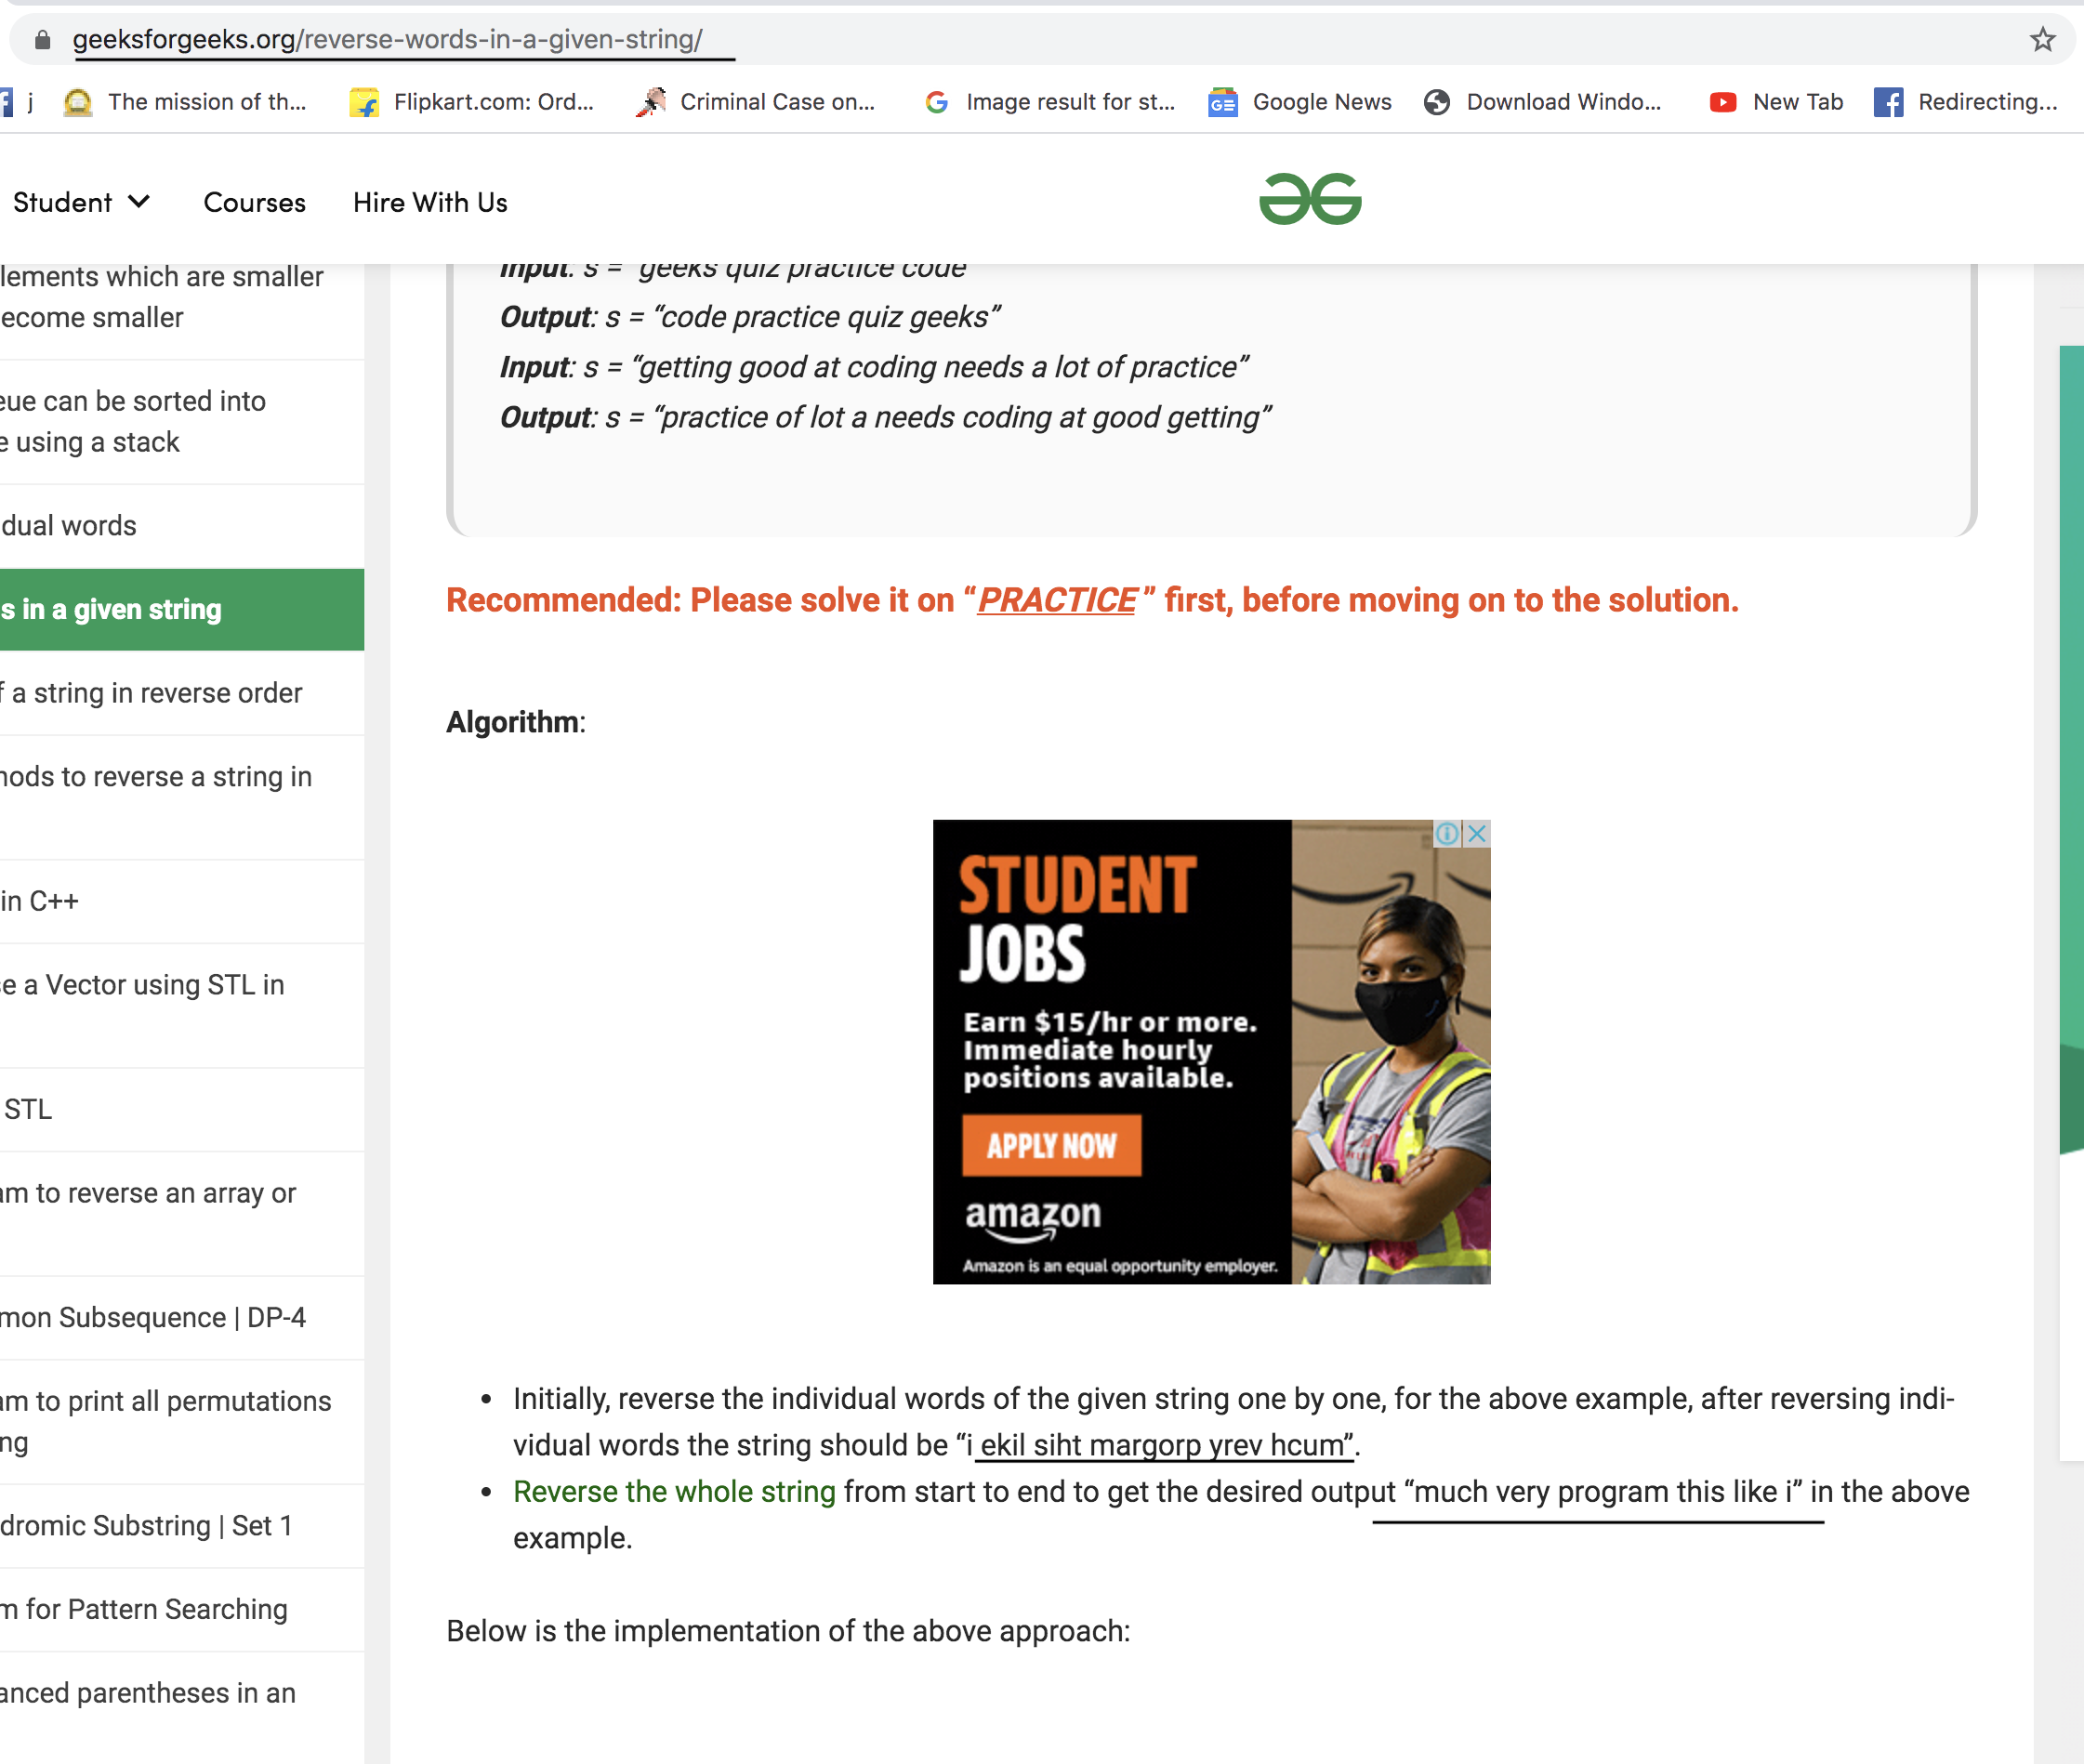 geeksforgeeks.org/reverse-words-in-a-given-string/
j The mission of th... Flipkart.com: Ord... Criminal Case on... Image result for st... Google News Download Windo... New Tab Redirecting...
Student Courses Hire With Us
lements which are smaller
ecome smaller
eue can be sorted into
e using a stack
dual words
s in a given string
f a string in reverse order
hods to reverse a string in
in C++
se a Vector using STL in
STL
am to reverse an array or
mon Subsequence | DP-4
am to print all permutations
ng
dromic Substring | Set 1
m for Pattern Searching
anced parentheses in an
Input: s = “geeks quiz practice code”
Output: s = “code practice quiz geeks”
Input: s = “getting good at coding needs a lot of practice”
Output: s = “practice of lot a needs coding at good getting”
Recommended: Please solve it on “PRACTICE ” first, before moving on to the solution.
Algorithm:
STUDENT
JOBS
Earn $15/hr or more.
Immediate hourly
positions available.
APPLY NOW
amazon
Amazon is an equal opportunity employer.
• Initially, reverse the individual words of the given string one by one, for the above example, after reversing indi-
vidual words the string should be “i ekil siht margorp yrev hcum”.
• Reverse the whole string from start to end to get the desired output “much very program this like i” in the above
example.
Below is the implementation of the above approach: